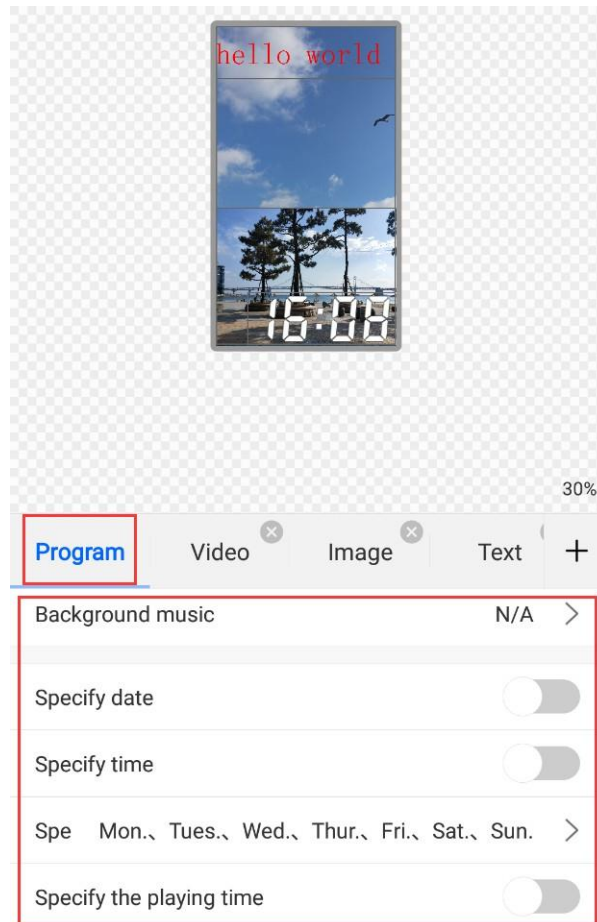 hello world
16:08
30%
Program Video Image Text +
Background music N/A >
Specify date
Specify time
Spe Mon.、Tues.、Wed.、Thur.、Fri.、Sat.、Sun. >
Specify the playing time